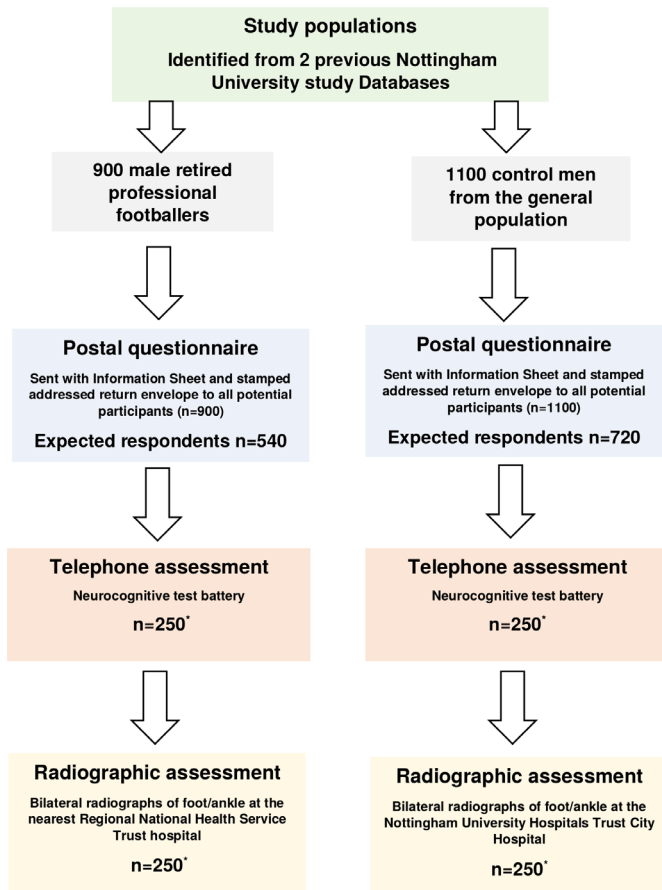 Study populations
Identified from 2 previous Nottingham
University study Databases
900 male retired
professional
footballers
1100 control men
from the general
population
Postal questionnaire
Sent with Information Sheet and stamped
addressed return envelope to all potential
participants (n=900)
Expected respondents n=540
Postal questionnaire
Sent with Information Sheet and stamped
addressed return envelope to all potential
participants (n=1100)
Expected respondents n=720
Telephone assessment
Neurocognitive test battery
n=250*
Telephone assessment
Neurocognitive test battery
n=250*
Radiographic assessment
Bilateral radiographs of foot/ankle at the
nearest Regional National Health Service
Trust hospital
n=250*
Radiographic assessment
Bilateral radiographs of foot/ankle at the
Nottingham University Hospitals Trust City
Hospital
n=250*